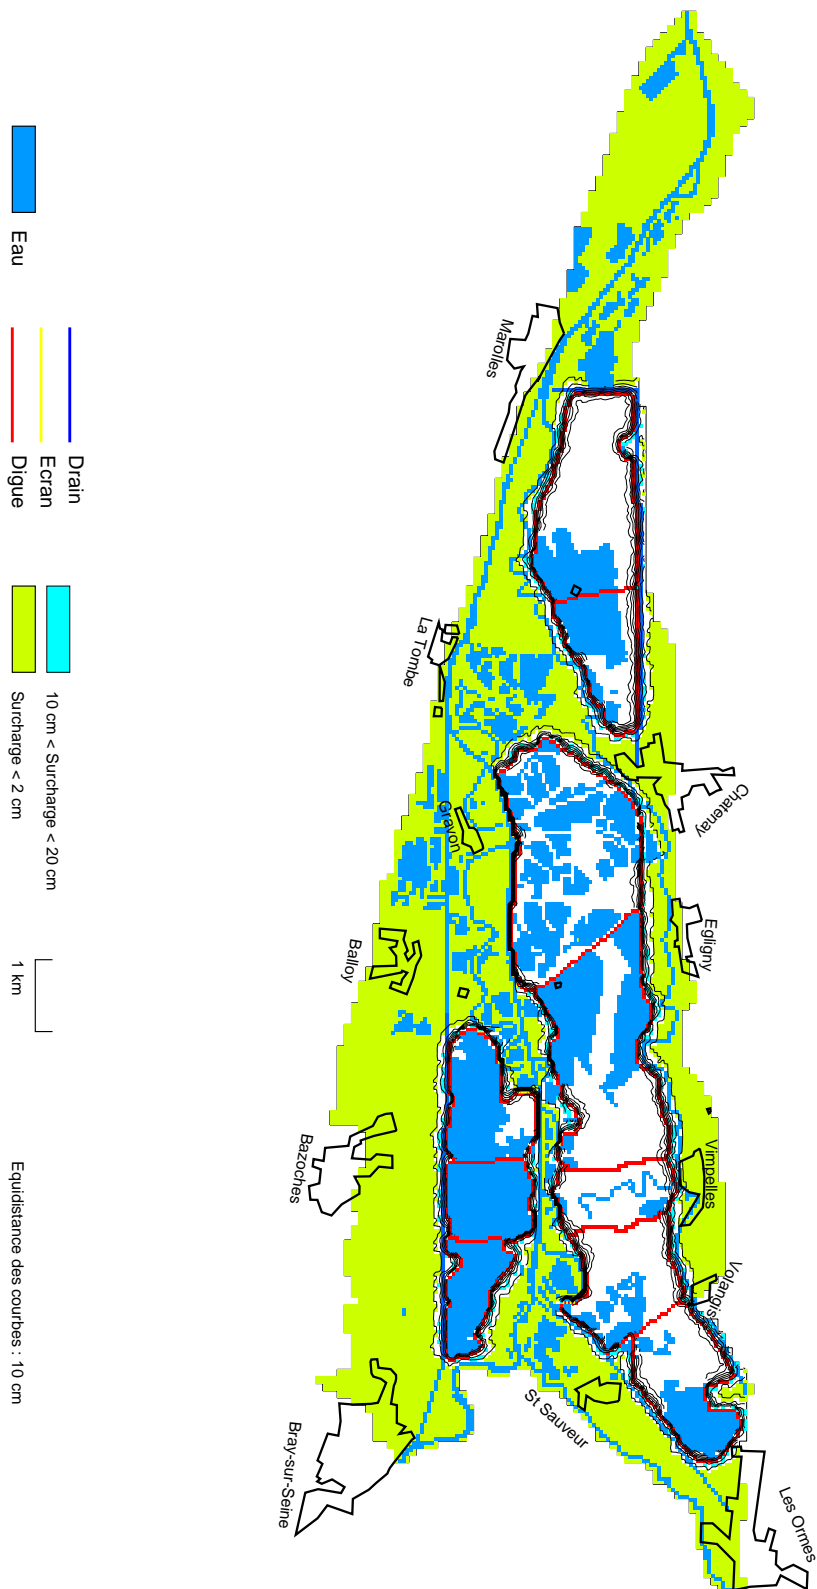 Marolles
La Tombe
Chatenay
Gravon
Egligny
Balloy
Vimpelles
Bazoches
Volangis
St Sauveur
Bray-sur-Seine
Les Ormes
Eau
Drain
Ecran
Digue
10 cm < Surcharge < 20 cm
Surcharge < 2 cm
1 km
Equidistance des courbes : 10 cm